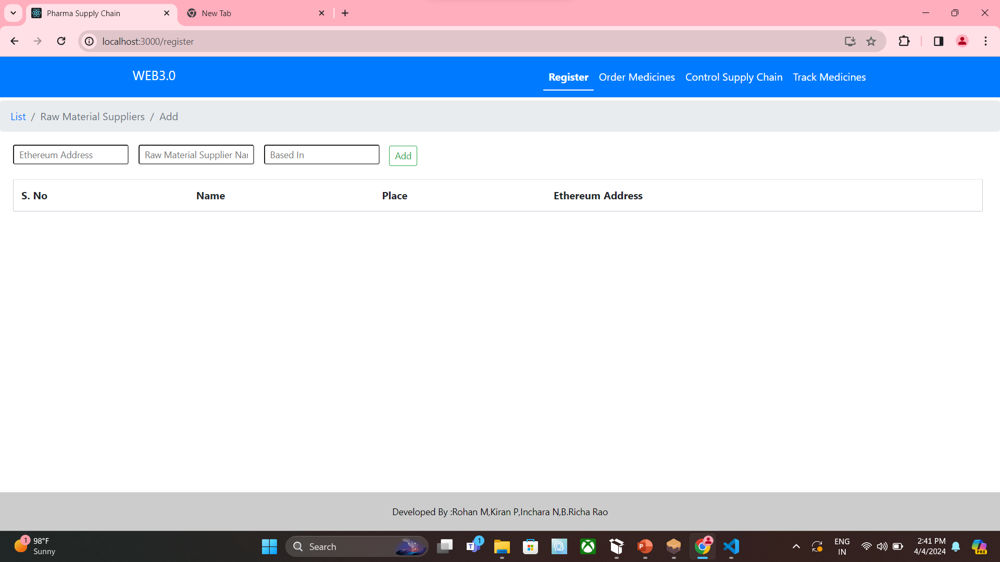 Pharma Supply Chain
New Tab
localhost:3000/register
WEB3.0
Register Order Medicines Control Supply Chain Track Medicines
List / Raw Material Suppliers / Add
Ethereum Address
Raw Material Supplier Nar
Based In
Add
S. No Name Place Ethereum Address
Developed By :Rohan M,Kiran P,Inchara N,B.Richa Rao
1
98°F
Sunny
Search
T
1
P
ENG
IN
2:41 PM
4/4/2024
PRE